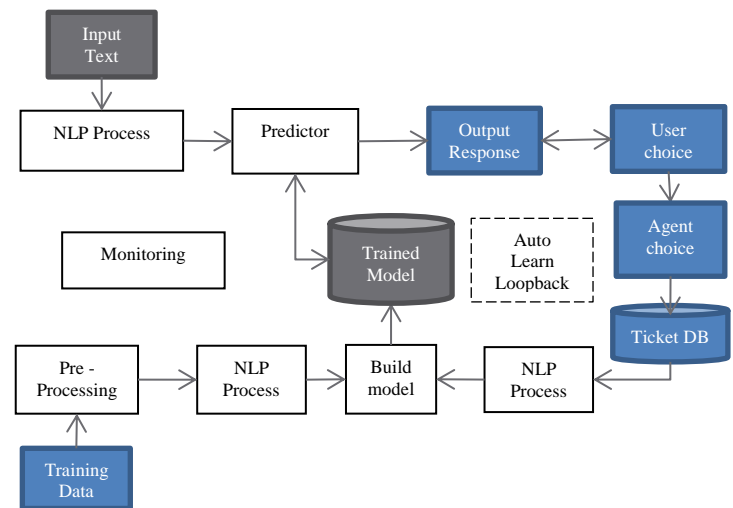 Input
Text
NLP Process
Predictor
Output
Response
User
choice
Monitoring
Trained
Model
Auto
Learn
Loopback
Agent
choice
Ticket DB
Pre -
Processing
NLP
Process
Build
model
NLP
Process
Training
Data